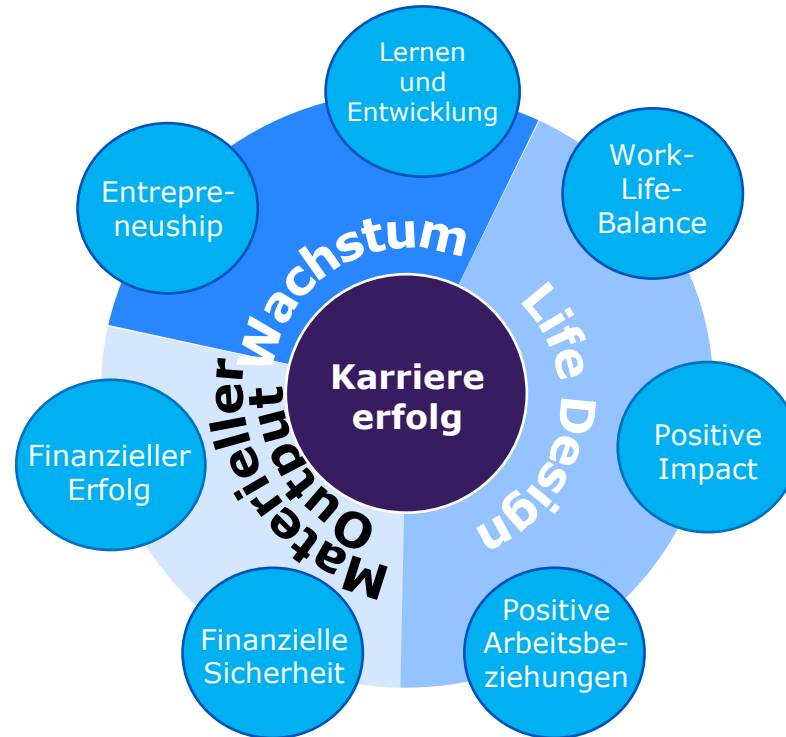 Lernen
und
Entwicklung
Work-
Life-
Balance
Positive
Impact
Positive
Arbeitsbe-
ziehungen
Finanzielle
Sicherheit
Finanzieller
Erfolg
Entrepre-
neuship
Wachstum
Life Design
Materieller
Output
Karriere
erfolg